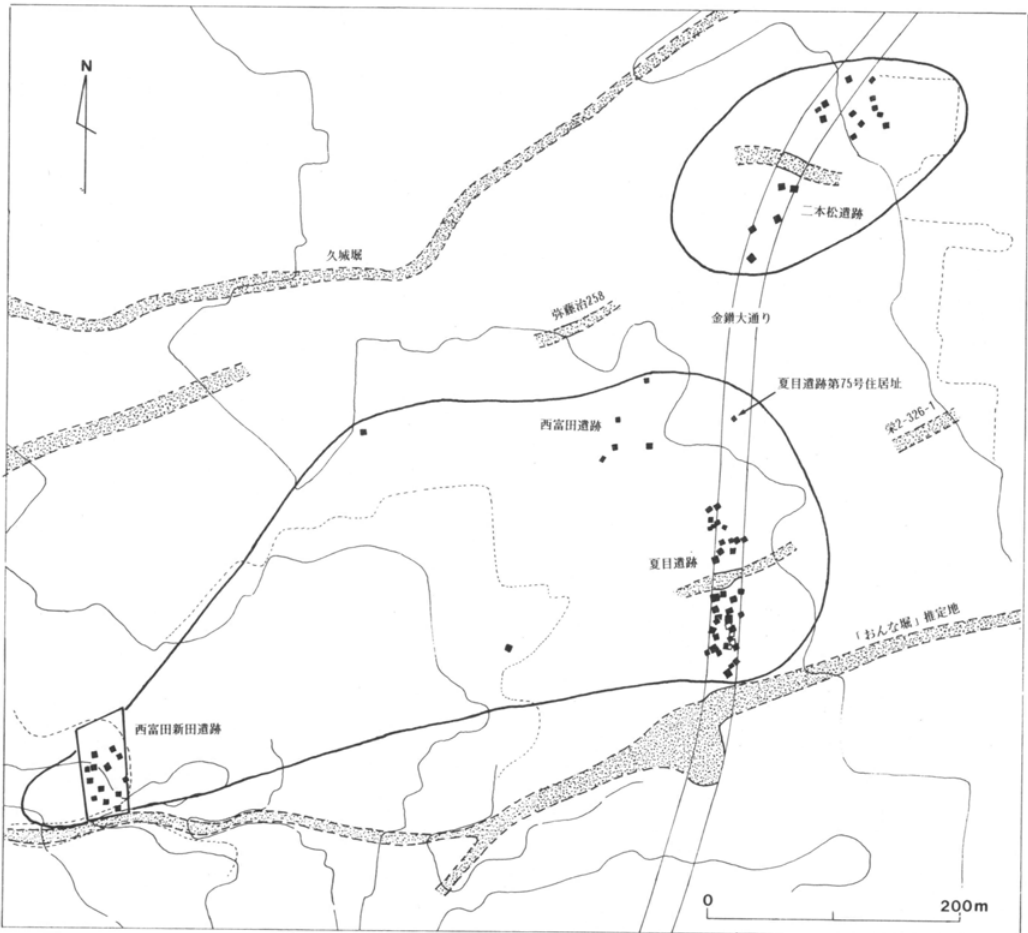 N
二本松遺跡
久城堀
弥藤治258
金鑚大通り
夏目遺跡第75号住居址
西富田遺跡
栄2-326-1
夏目遺跡
「おんな堀」推定地
西富田新田遺跡
0
200m